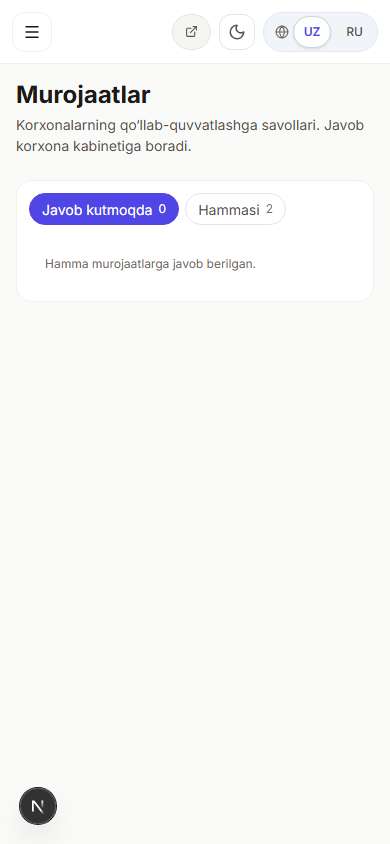 UZ RU
Murojaatlar
Korxonalarning qo‘llab-quvvatlashga savollari. Javob
korxona kabinetiga boradi.
Javob kutmoqda 0 Hammasi 2
Hamma murojaatlarga javob berilgan.
N